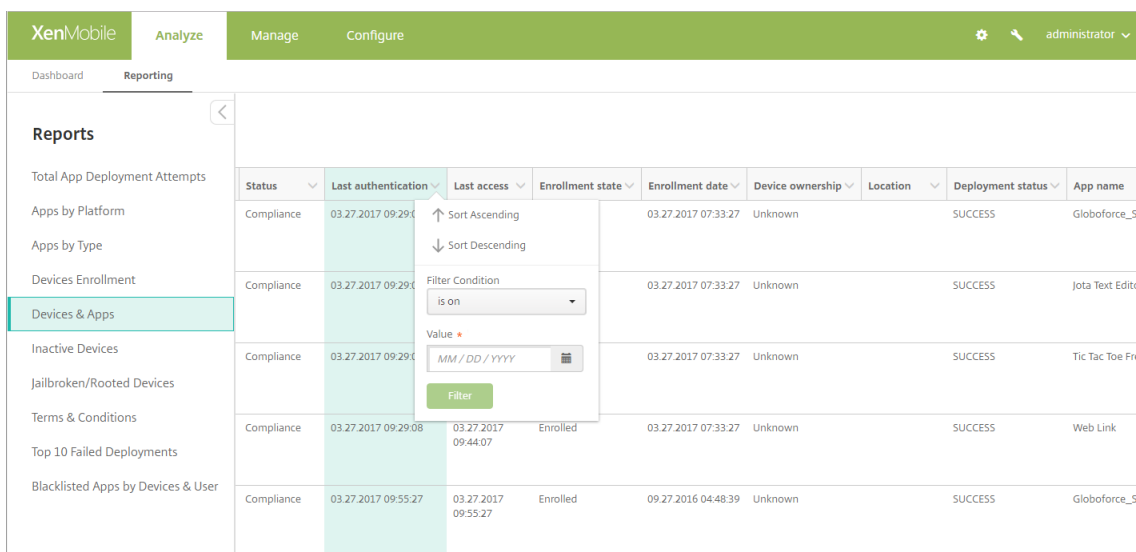 XenMobile Analyze Manage Configure administrator
Dashboard Reporting
Reports
Total App Deployment Attempts
Apps by Platform
Apps by Type
Devices Enrollment
Devices & Apps
Inactive Devices
Jailbroken/Rooted Devices
Terms & Conditions
Top 10 Failed Deployments
Blacklisted Apps by Devices & User
Status Last authentication Last access Enrollment state Enrollment date Device ownership Location Deployment status App name
Compliance 03.27.2017 09:29:0 03.27.2017 07:33:27 Unknown SUCCESS Globoforce_S
Compliance 03.27.2017 09:29:0 03.27.2017 07:33:27 Unknown SUCCESS Jota Text Edito
Compliance 03.27.2017 09:29:0 03.27.2017 07:33:27 Unknown SUCCESS Tic Tac Toe Fre
Compliance 03.27.2017 09:29:08 03.27.2017 Enrolled 03.27.2017 07:33:27 Unknown SUCCESS Web Link
09:44:07
Compliance 03.27.2017 09:55:27 03.27.2017 Enrolled 09.27.2016 04:48:39 Unknown SUCCESS Globoforce_S
09:55:27
Sort Ascending
Sort Descending
Filter Condition
is on
Value *
MM / DD / YYYY
Filter